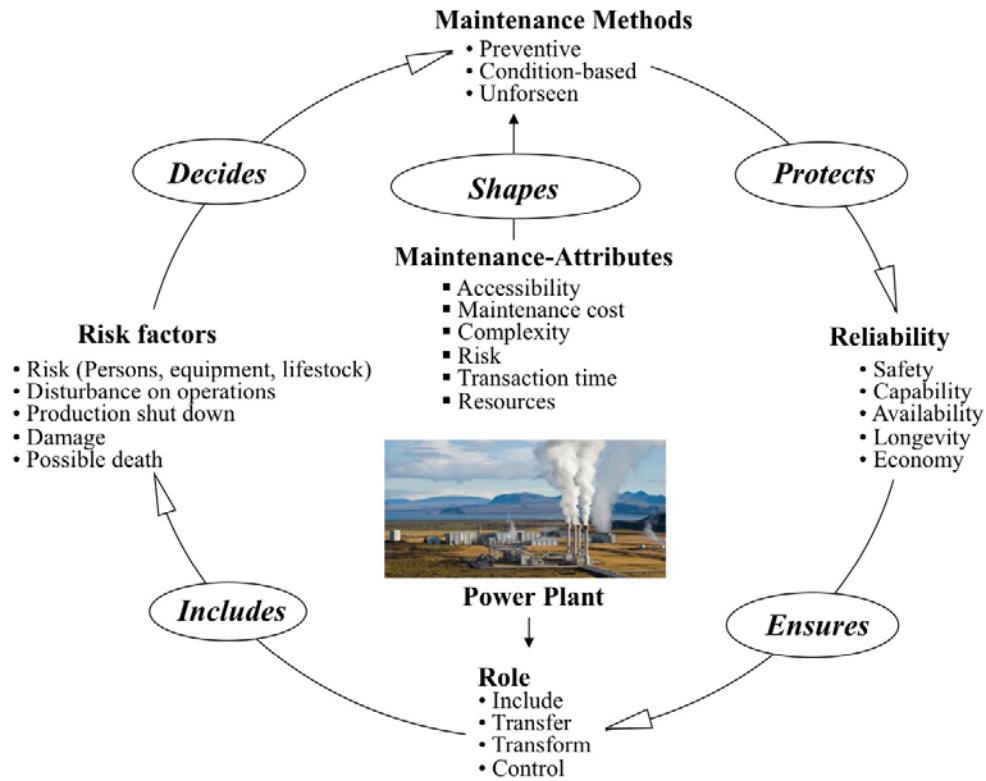 Maintenance Methods
• Preventive
• Condition-based
• Unforseen
Decides
Shapes
Protects
Maintenance-Attributes
▪ Accessibility
▪ Maintenance cost
▪ Complexity
▪ Risk
▪ Transaction time
▪ Resources
Risk factors
• Risk (Persons, equipment, lifestock)
• Disturbance on operations
• Production shut down
• Damage
• Possible death
Reliability
• Safety
• Capability
• Availability
• Longevity
• Economy
Includes
Power Plant
Ensures
Role
• Include
• Transfer
• Transform
• Control